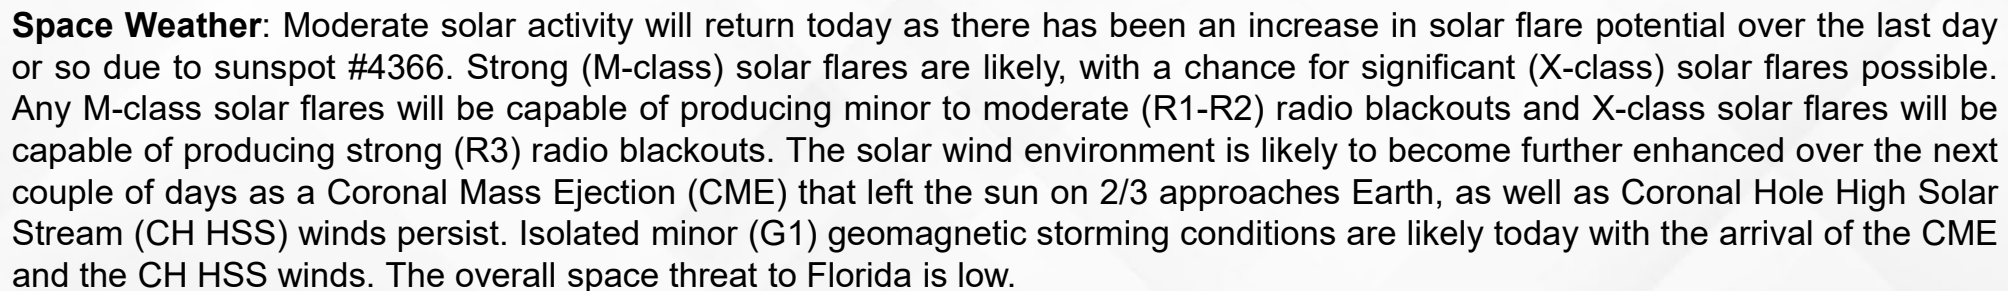 Space Weather: Moderate solar activity will return today as there has been an increase in solar flare potential over the last day
or so due to sunspot #4366. Strong (M-class) solar flares are likely, with a chance for significant (X-class) solar flares possible.
Any M-class solar flares will be capable of producing minor to moderate (R1-R2) radio blackouts and X-class solar flares will be
capable of producing strong (R3) radio blackouts. The solar wind environment is likely to become further enhanced over the next
couple of days as a Coronal Mass Ejection (CME) that left the sun on 2/3 approaches Earth, as well as Coronal Hole High Solar
Stream (CH HSS) winds persist. Isolated minor (G1) geomagnetic storming conditions are likely today with the arrival of the CME
and the CH HSS winds. The overall space threat to Florida is low.